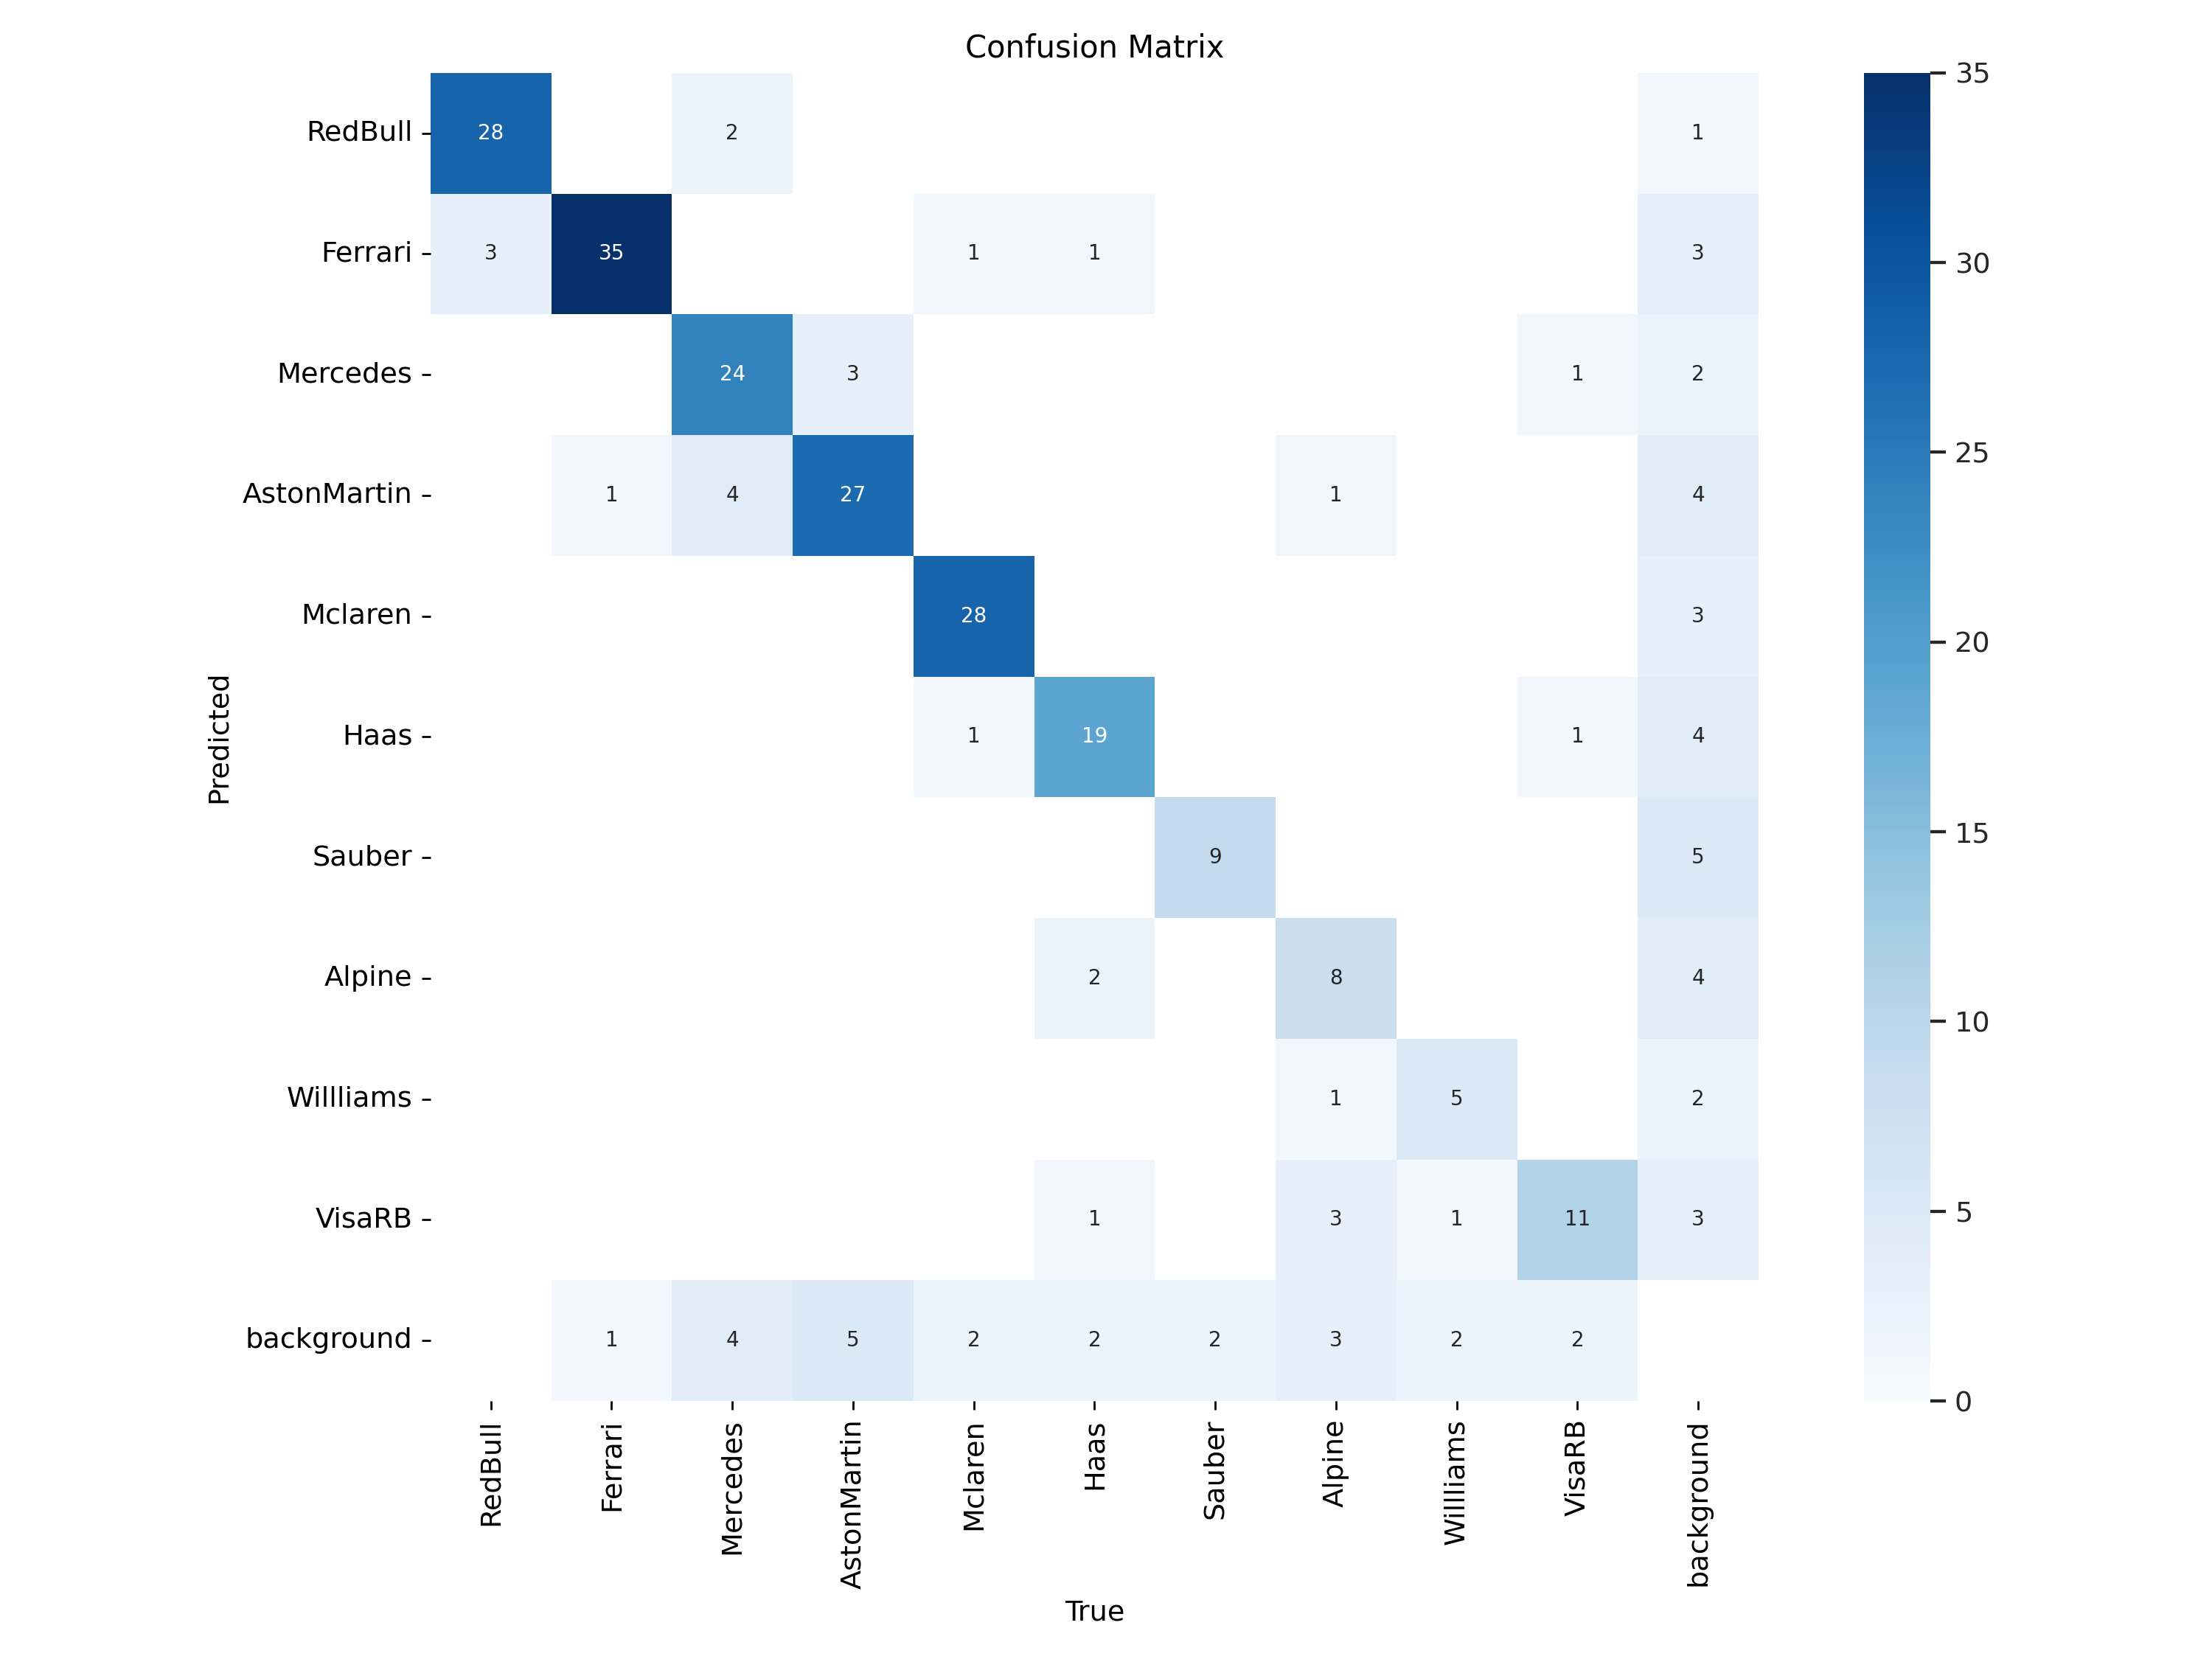 Confusion Matrix
RedBull 28 2 1
Ferrari 3 35 1 1 3
Mercedes 24 3 1 2
AstonMartin 1 4 27 1 4
Mclaren 28 3
Haas 1 19 1 4
Sauber 9 5
Alpine 2 8 4
Willliams 1 5 2
VisaRB 1 3 1 11 3
background 1 4 5 2 2 2 3 2 2
Predicted
RedBull
Ferrari
Mercedes
AstonMartin
Mclaren
Haas
Sauber
Alpine
Willliams
VisaRB
background
True
35
30
25
20
15
10
5
0